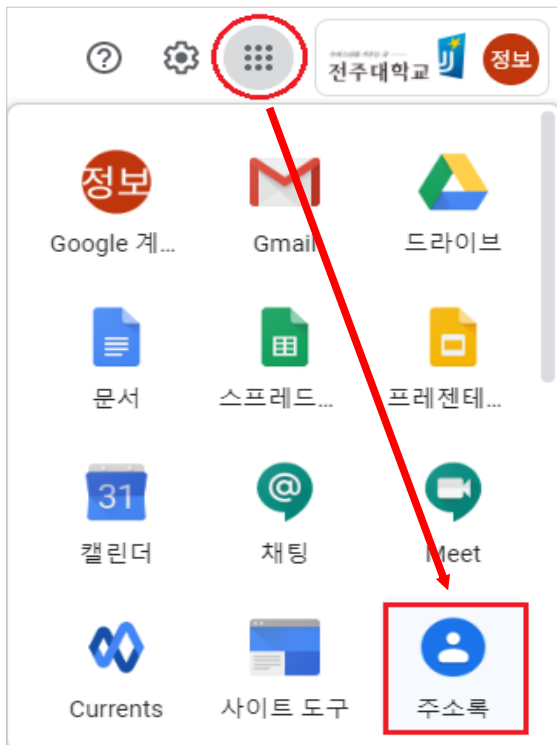 전주대학교
정보
정보
Google 계...
Gmail
드라이브
문서
스프레드...
프레젠테...
31
캘린더
채팅
Meet
Currents
사이트 도구
주소록